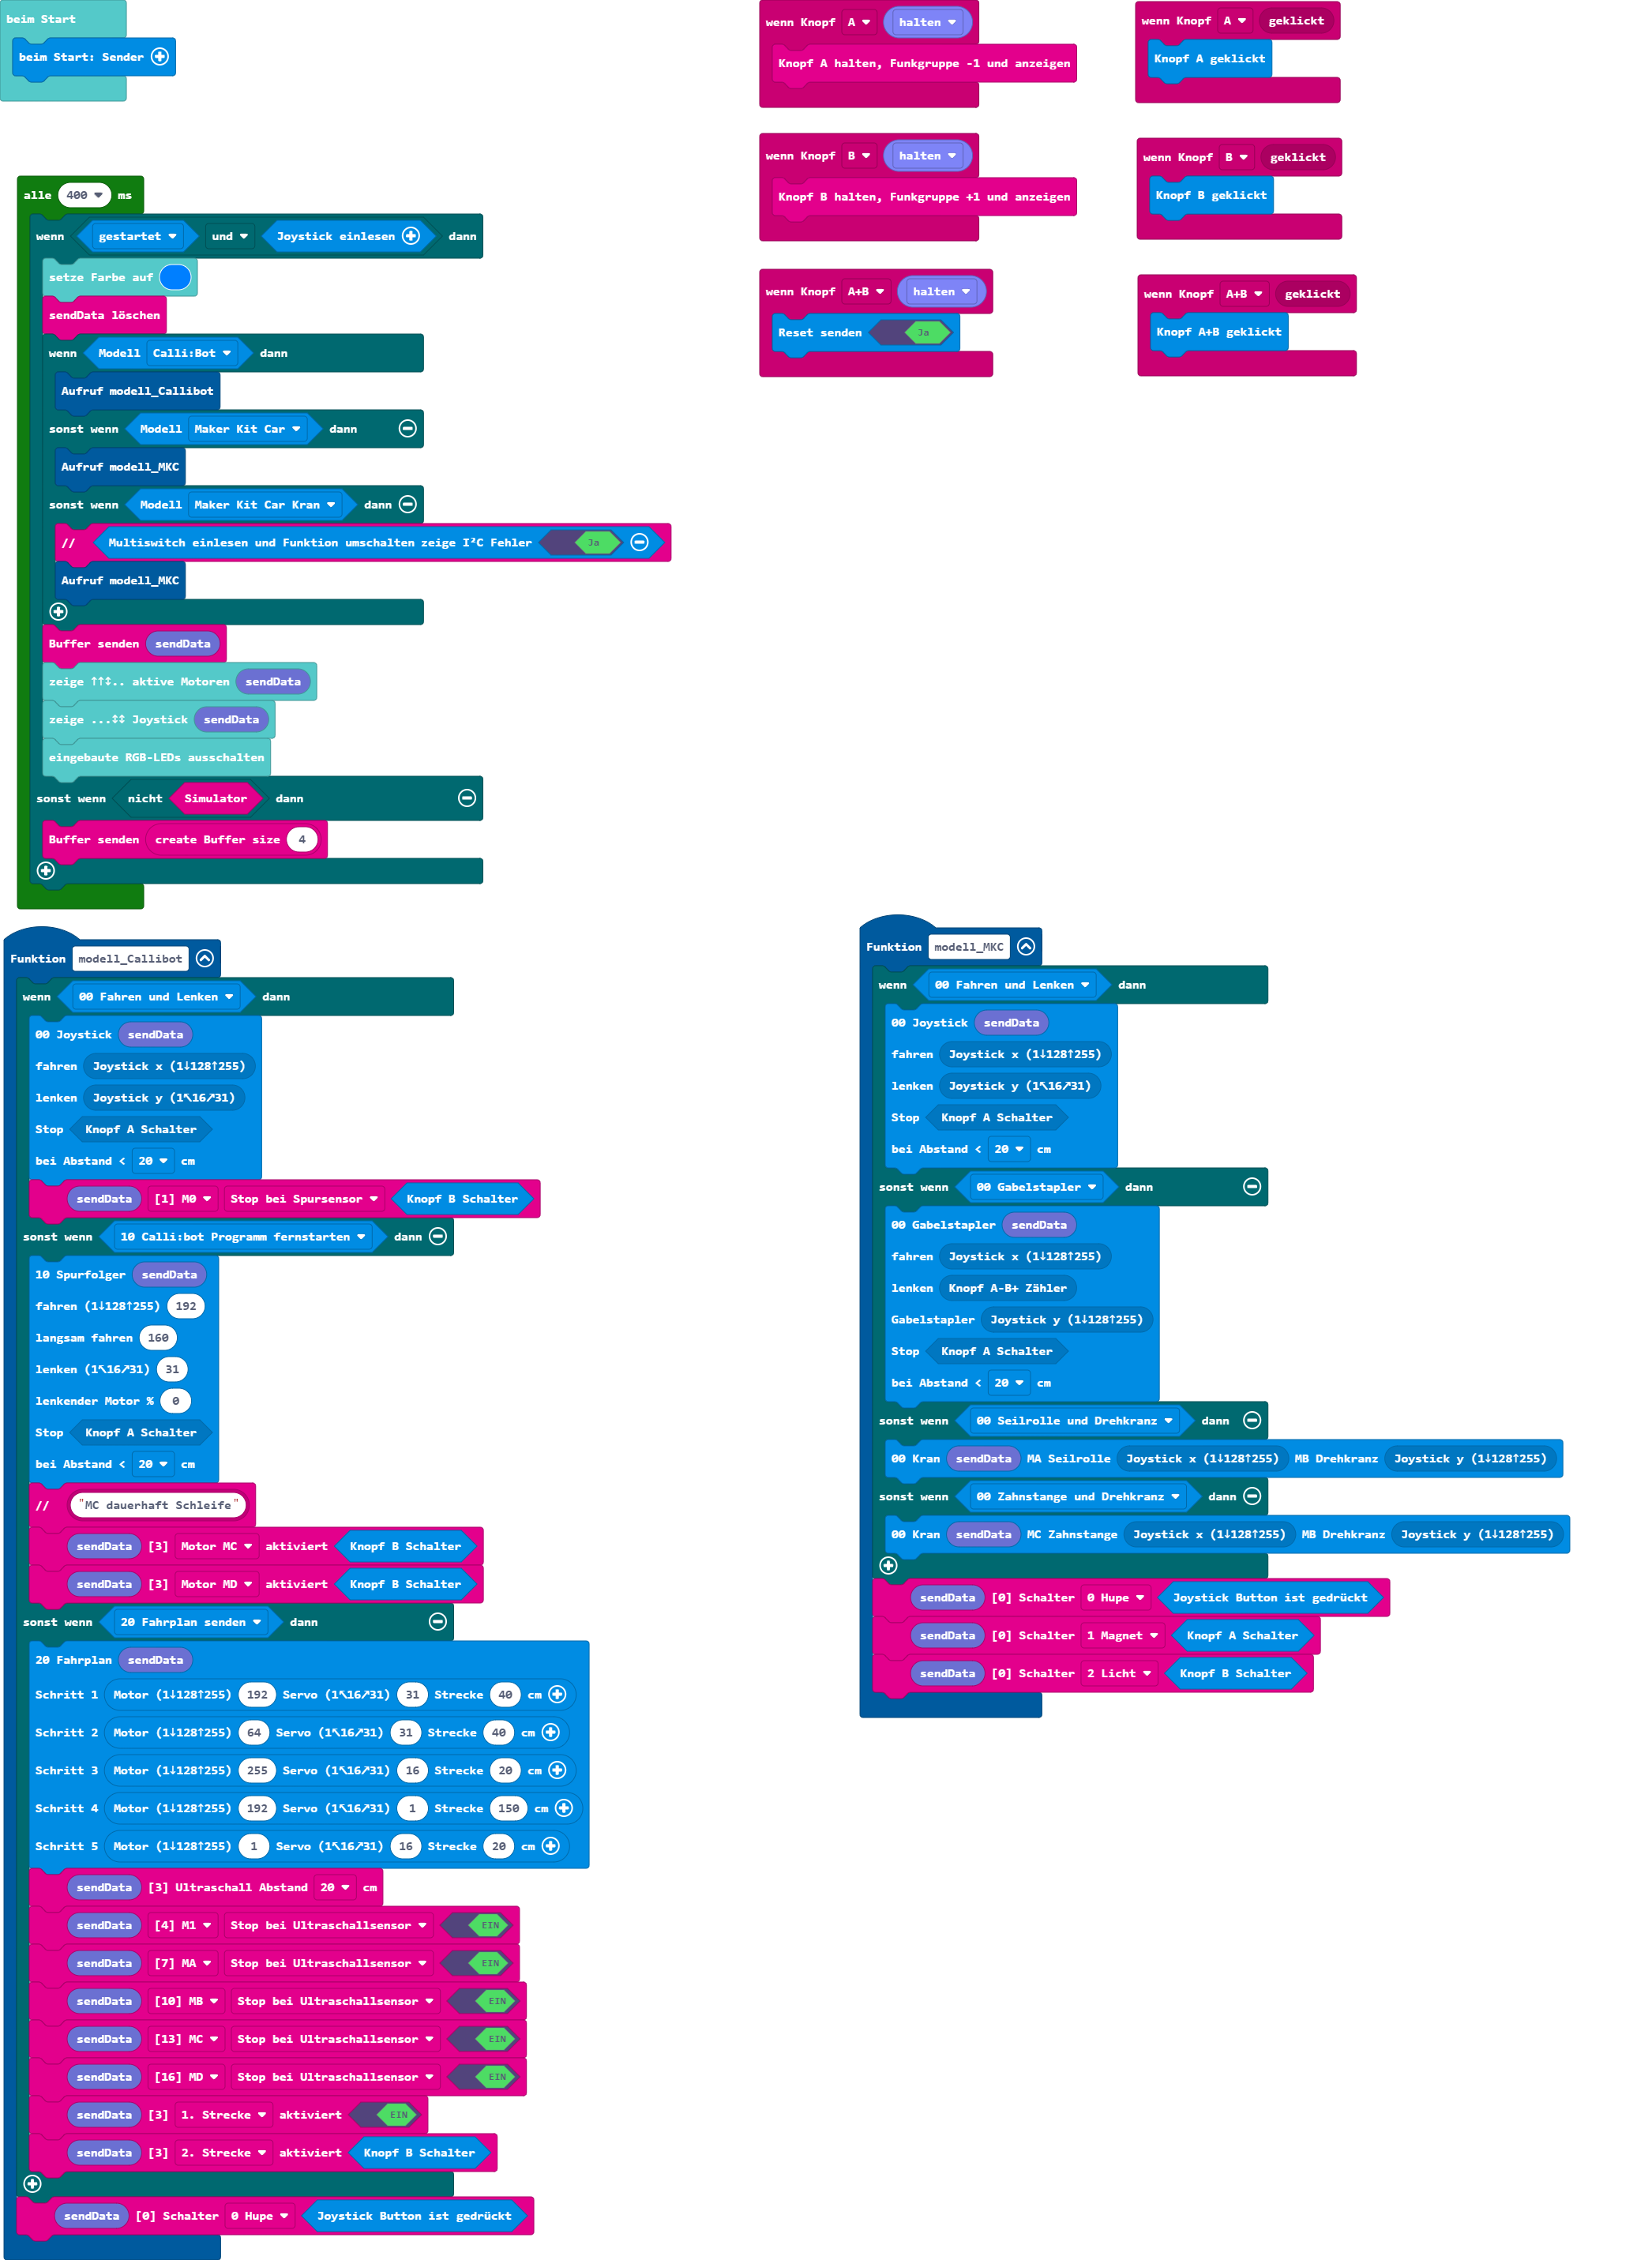 beim Start
beim Start: Sender
alle 400 ms
wenn gestartet und Joystick einlesen dann
setze Farbe auf
sendData löschen
wenn Modell Calli:Bot dann
Aufruf modell_Callibot
sonst wenn Modell Maker Kit Car dann
Aufruf modell_MKC
sonst wenn Modell Maker Kit Car Kran dann
// Multiswitch einlesen und Funktion umschalten zeige I²C Fehler Ja
Aufruf modell_MKC
Buffer senden sendData
zeige ↑↑↕.. aktive Motoren sendData
zeige ...↕↕ Joystick sendData
eingebaute RGB-LEDs ausschalten
sonst wenn nicht Simulator dann
Buffer senden create Buffer size 4
wenn Knopf A halten
Knopf A halten, Funkgruppe -1 und anzeigen
wenn Knopf B halten
Knopf B halten, Funkgruppe +1 und anzeigen
wenn Knopf A+B halten
Reset senden Ja
wenn Knopf A geklickt
Knopf A geklickt
wenn Knopf B geklickt
Knopf B geklickt
wenn Knopf A+B geklickt
Knopf A+B geklickt
Funktion modell_Callibot
wenn 00 Fahren und Lenken dann
00 Joystick sendData
fahren Joystick x (1↓128↑255)
lenken Joystick y (1↖16↗31)
Stop Knopf A Schalter
bei Abstand < 20 cm
sendData [1] M0 Stop bei Spursensor Knopf B Schalter
sonst wenn 10 Calli:bot Programm fernstarten dann
10 Spurfolger sendData
fahren (1↓128↑255) 192
langsam fahren 160
lenken (1↖16↗31) 31
lenkender Motor % 0
Stop Knopf A Schalter
bei Abstand < 20 cm
// "MC dauerhaft Schleife"
sendData [3] Motor MC aktiviert Knopf B Schalter
sendData [3] Motor MD aktiviert Knopf B Schalter
sonst wenn 20 Fahrplan senden dann
20 Fahrplan sendData
Schritt 1 Motor (1↓128↑255) 192 Servo (1↖16↗31) 31 Strecke 40 cm
Schritt 2 Motor (1↓128↑255) 64 Servo (1↖16↗31) 31 Strecke 40 cm
Schritt 3 Motor (1↓128↑255) 255 Servo (1↖16↗31) 16 Strecke 20 cm
Schritt 4 Motor (1↓128↑255) 192 Servo (1↖16↗31) 1 Strecke 150 cm
Schritt 5 Motor (1↓128↑255) 1 Servo (1↖16↗31) 16 Strecke 20 cm
sendData [3] Ultraschall Abstand 20 cm
sendData [4] M1 Stop bei Ultraschallsensor EIN
sendData [7] MA Stop bei Ultraschallsensor EIN
sendData [10] MB Stop bei Ultraschallsensor EIN
sendData [13] MC Stop bei Ultraschallsensor EIN
sendData [16] MD Stop bei Ultraschallsensor EIN
sendData [3] 1. Strecke aktiviert EIN
sendData [3] 2. Strecke aktiviert Knopf B Schalter
sendData [0] Schalter 0 Hupe Joystick Button ist gedrückt
Funktion modell_MKC
wenn 00 Fahren und Lenken dann
00 Joystick sendData
fahren Joystick x (1↓128↑255)
lenken Joystick y (1↖16↗31)
Stop Knopf A Schalter
bei Abstand < 20 cm
sonst wenn 00 Gabelstapler dann
00 Gabelstapler sendData
fahren Joystick x (1↓128↑255)
lenken Knopf A-B+ Zähler
Gabelstapler Joystick y (1↓128↑255)
Stop Knopf A Schalter
bei Abstand < 20 cm
sonst wenn 00 Seilrolle und Drehkranz dann
00 Kran sendData MA Seilrolle Joystick x (1↓128↑255) MB Drehkranz Joystick y (1↓128↑255)
sonst wenn 00 Zahnstange und Drehkranz dann
00 Kran sendData MC Zahnstange Joystick x (1↓128↑255) MB Drehkranz Joystick y (1↓128↑255)
sendData [0] Schalter 0 Hupe Joystick Button ist gedrückt
sendData [0] Schalter 1 Magnet Knopf A Schalter
sendData [0] Schalter 2 Licht Knopf B Schalter